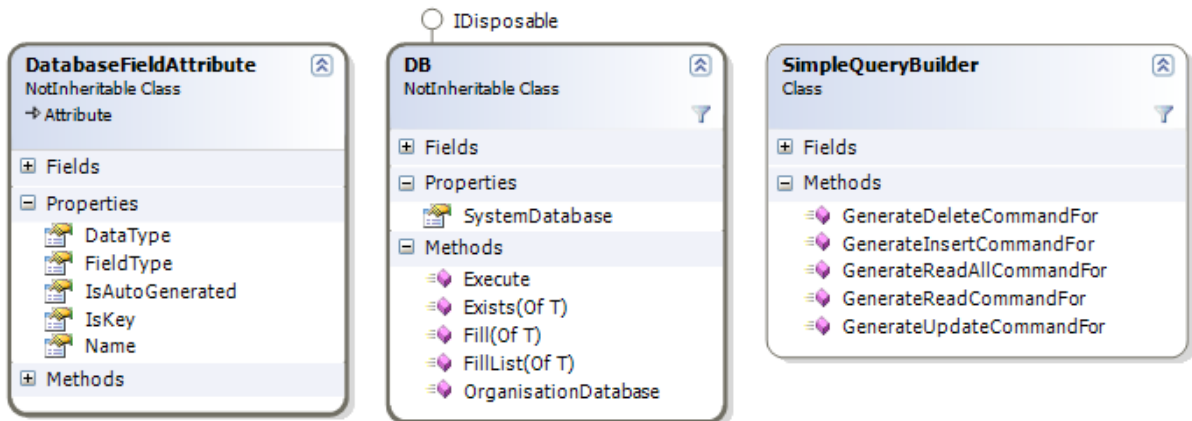 IDisposable
DatabaseFieldAttribute
NotInheritable Class
Attribute
Fields
Properties
DataType
FieldType
IsAutoGenerated
IsKey
Name
Methods
DB
NotInheritable Class
Fields
Properties
SystemDatabase
Methods
Execute
Exists(Of T)
Fill(Of T)
FillList(Of T)
OrganisationDatabase
SimpleQueryBuilder
Class
Fields
Methods
GenerateDeleteCommandFor
GenerateInsertCommandFor
GenerateReadAllCommandFor
GenerateReadCommandFor
GenerateUpdateCommandFor